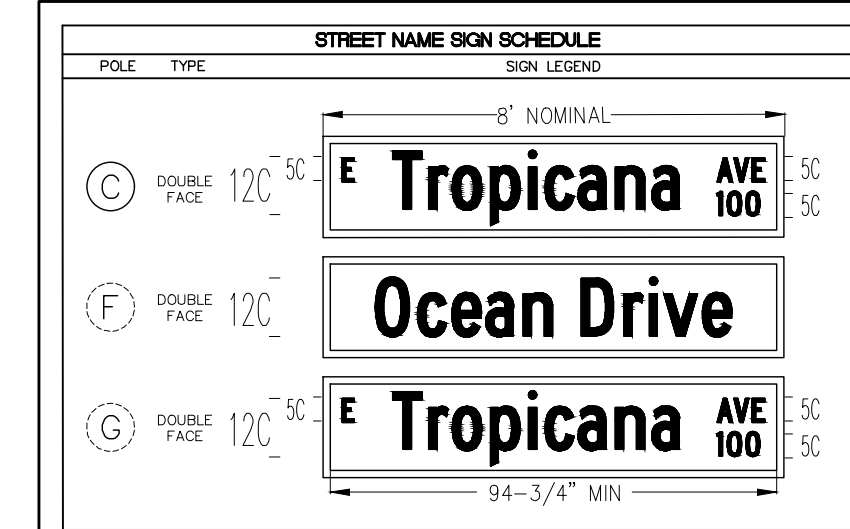 STREET NAME SIGN SCHEDULE
POLE TYPE SIGN LEGEND
8' NOMINAL
C DOUBLE FACE 12C 5C E Tropicana AVE 100 5C 5C
F DOUBLE FACE 12C Ocean Drive
G DOUBLE FACE 12C 5C E Tropicana AVE 100 5C 5C
94-3/4" MIN